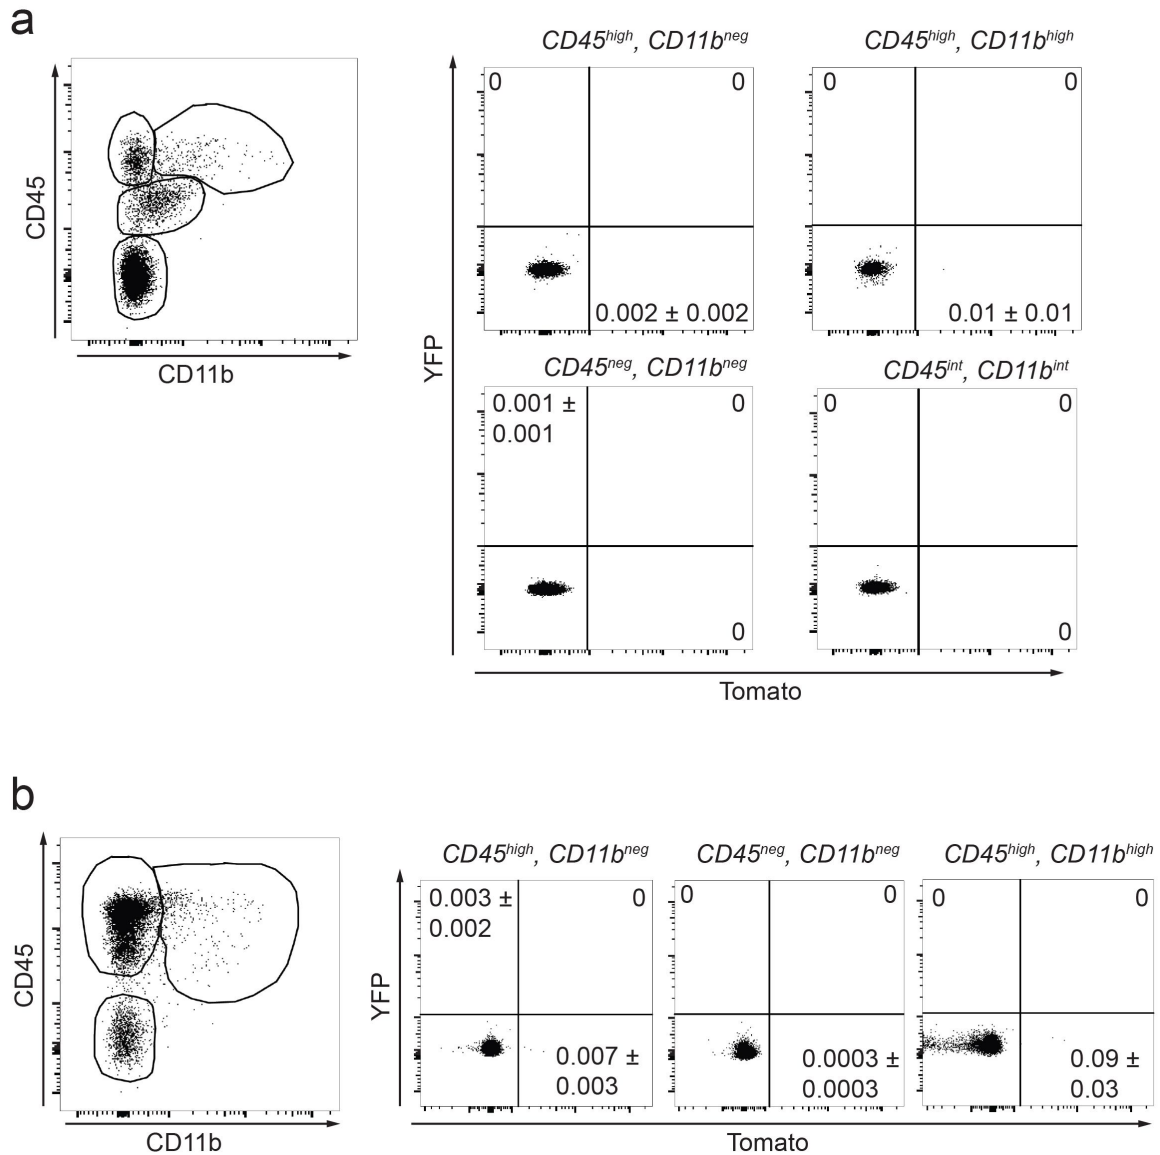 a
CD45
CD11b
YFP
CD45high, CD11bneg
0
0
0.002 ± 0.002
CD45high, CD11bhigh
0
0
0.01 ± 0.01
CD45neg, CD11bneg
0.001 ±
0.001
0
0
CD45int, CD11bint
0
0
0
Tomato
b
CD45
CD11b
YFP
CD45high, CD11bneg
0.003 ±
0.002
0
0.007 ±
0.003
CD45neg, CD11bneg
0
0
0.0003 ±
0.0003
CD45high, CD11bhigh
0
0
0.09 ±
0.03
Tomato